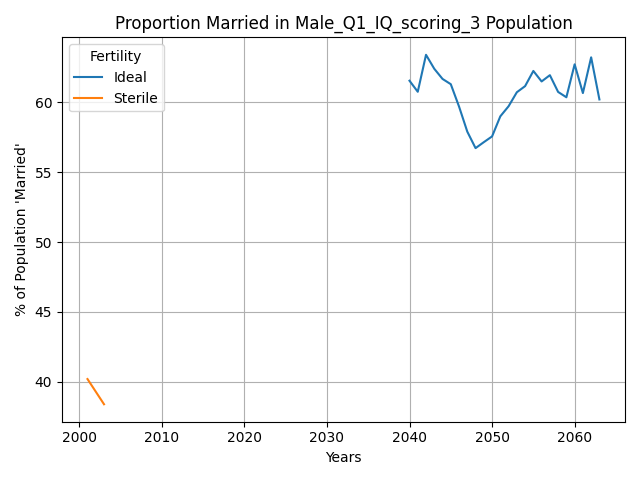 Proportion Married in Male_Q1_IQ_scoring_3 Population
Fertility
Ideal
Sterile
% of Population 'Married'
60
55
50
45
40
2000 2010 2020 2030 2040 2050 2060
Years